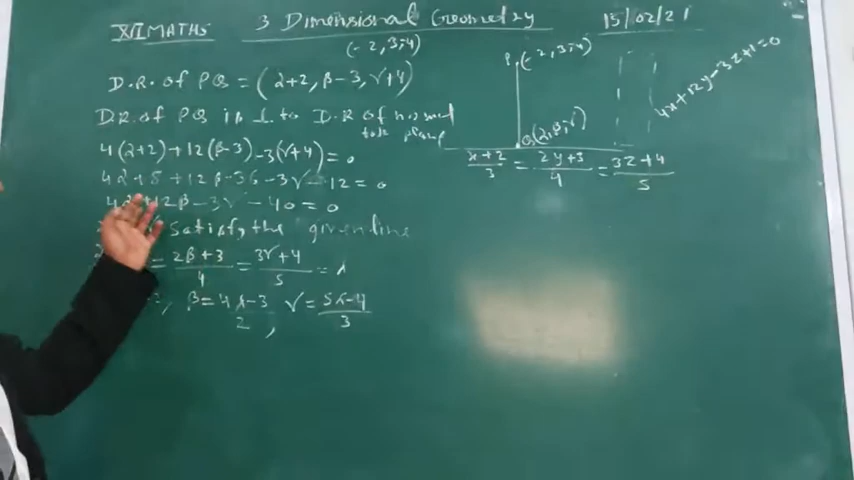 XII MATHS 3 Dimensional Geometry 15/02/21
(-2,3,-4)
D.R. of PQ = (α+2, β-3, γ+4)
D.R. of PQ is ⊥ to D.R of normal
to the plane
4(α+2)+12(β-3)-3(γ+4)=0
4α+8+12β-36-3γ-12=0
4α+12β-3γ-40=0
satisfy the given line
= 2β+3/4 = 3γ+4/5 = λ
, β=4λ-3/2, γ=5λ-4/3
P(-2,3,-4)
4x+12y-3z+1=0
Q(α,β,γ)
x+2/3 = 2y+3/4 = 3z+4/5